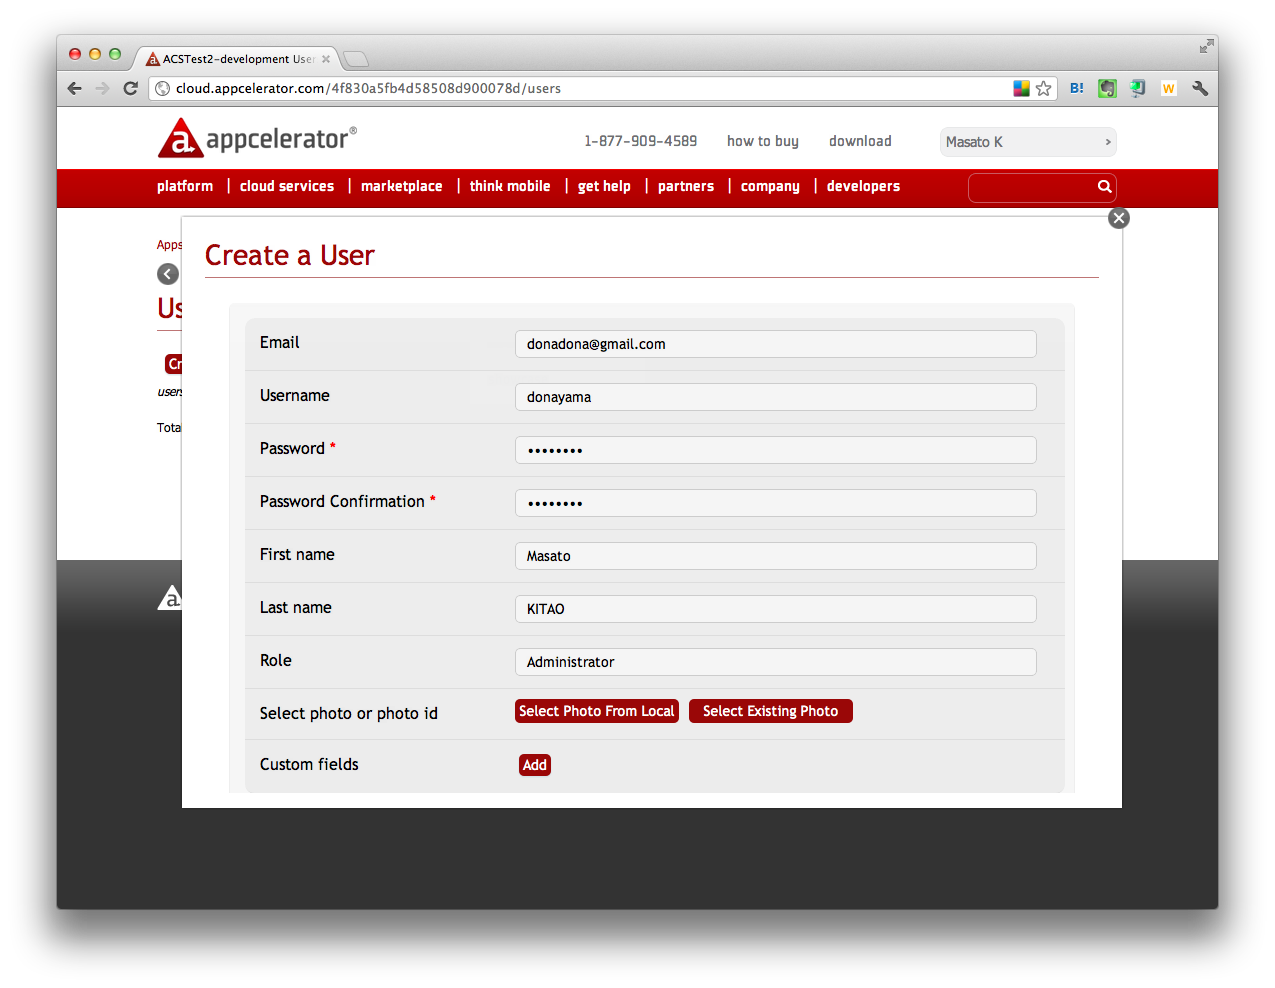 ACSTest2-development User
cloud.appcelerator.com/4f830a5fb4d58508d900078d/users
B!
W
a appcelerator®
1-877-909-4589 how to buy download Masato K
platform | cloud services | marketplace | think mobile | get help | partners | company | developers
Apps
Create a User
Us
Cr
users
Tota
Email donadona@gmail.com
Username donayama
Password * ••••••••
Password Confirmation * ••••••••
First name Masato
Last name KITAO
Role Administrator
Select photo or photo id Select Photo From Local Select Existing Photo
Custom fields Add
a